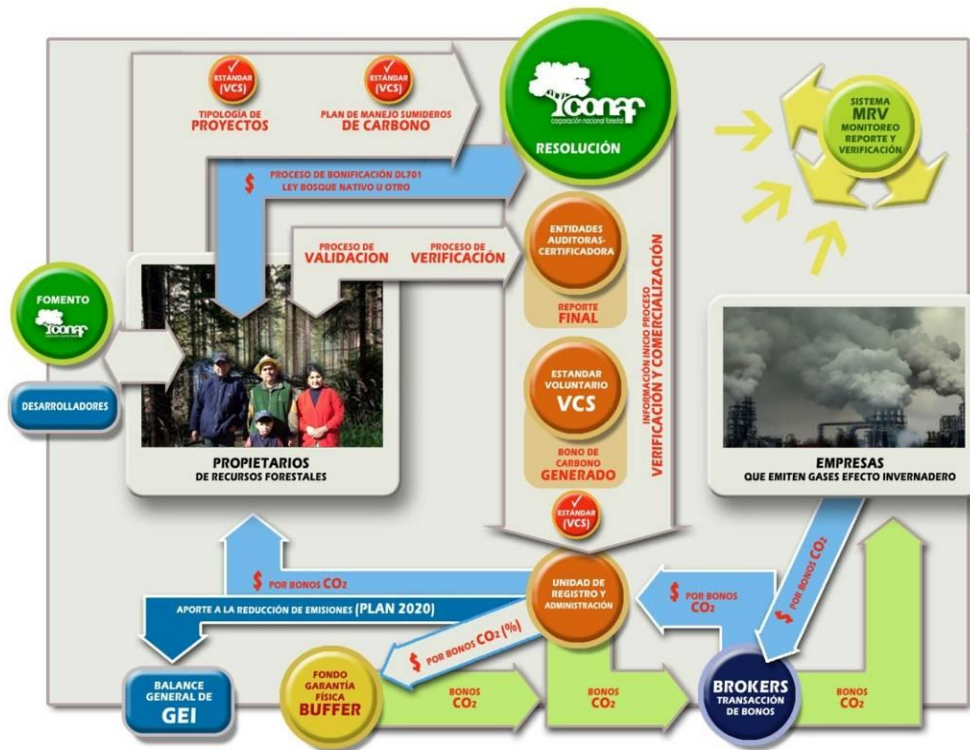 ESTÁNDAR
(VCS)
TIPOLOGÍA DE
PROYECTOS
ESTÁNDAR
(VCS)
PLAN DE MANEJO SUMIDEROS
DE CARBONO
conaf
corporación nacional forestal
RESOLUCIÓN
SISTEMA
MRV
MONITOREO
REPORTE Y
VERIFICACIÓN
$ PROCESO DE BONIFICACIÓN DL701
LEY BOSQUE NATIVO U OTRO
PROCESO DE
VALIDACION
PROCESO DE
VERIFICACIÓN
ENTIDADES
AUDITORAS-
CERTIFICADORA
REPORTE
FINAL
INFORMACIÓN INICIO PROCESO
VERIFICACIÓN Y COMERCIALIZACIÓN
FOMENTO
conaf
DESARROLLADORES
ESTANDAR
VOLUNTARIO
VCS
BONO DE
CARBONO
GENERADO
ESTÁNDAR
(VCS)
PROPIETARIOS
DE RECURSOS FORESTALES
EMPRESAS
QUE EMITEN GASES EFECTO INVERNADERO
$ POR BONOS CO2
UNIDAD DE
REGISTRO Y
ADMINISTRACIÓN
$ POR BONOS
CO2
$ POR BONOS CO2
APORTE A LA REDUCCIÓN DE EMISIONES (PLAN 2020)
$ POR BONOS CO2 (%)
BALANCE
GENERAL DE
GEI
FONDO
GARANTÍA
FÍSICA
BUFFER
BONOS
CO2
BONOS
CO2
BROKERS
TRANSACCIÓN
DE BONOS
BONOS
CO2